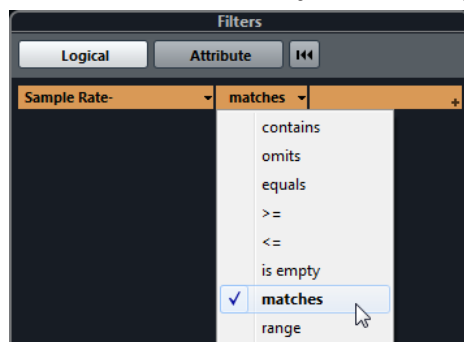 Filters
Logical Attribute
Sample Rate- matches +
contains
omits
equals
>=
<=
is empty
✓ matches
range